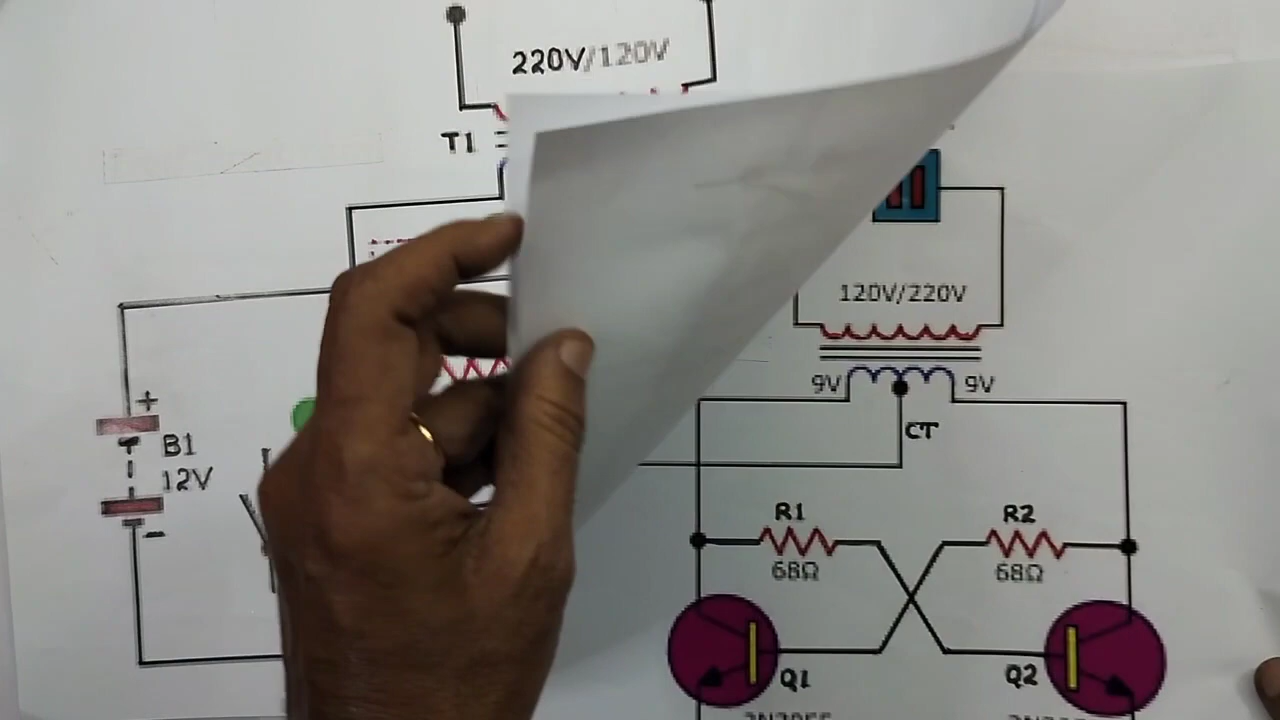 220V/120V
T1
+
B1
12V
-
120V/220V
9V
9V
CT
R1
68Ω
R2
68Ω
Q1
Q2